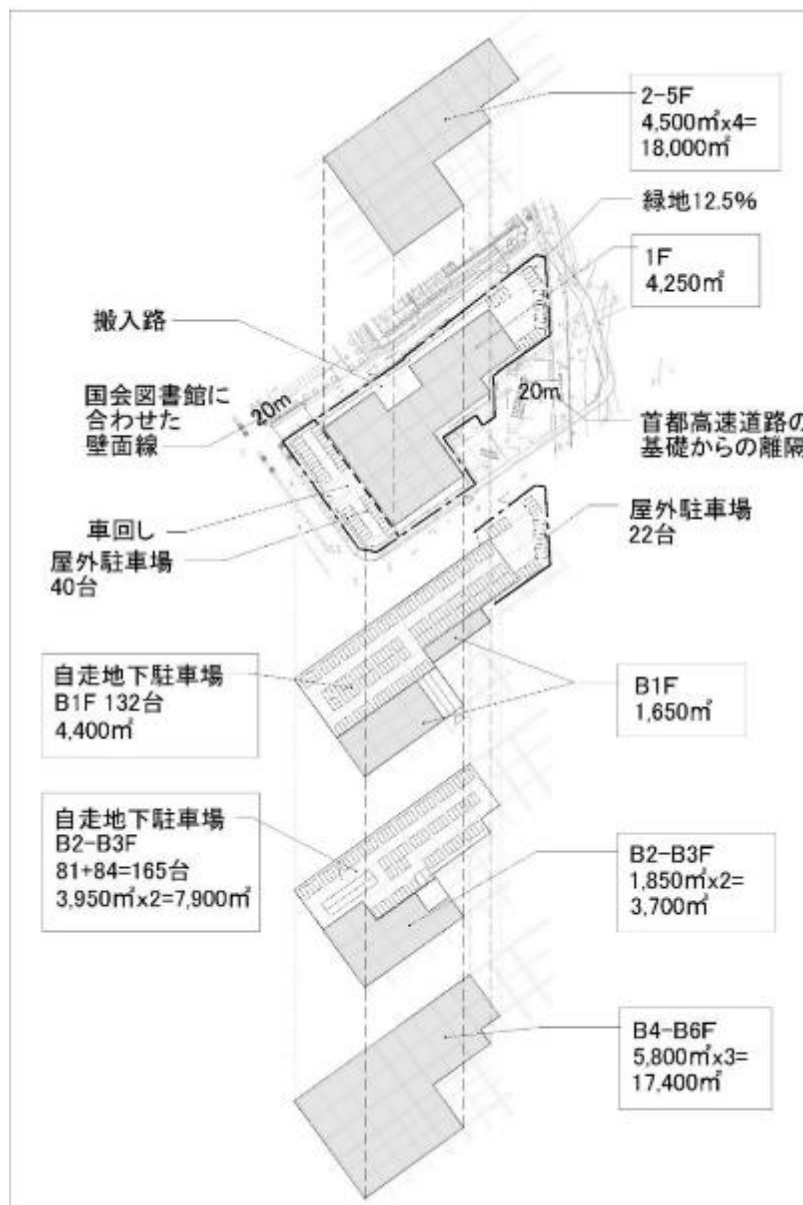 2-5F
4,500㎡x4=
18,000㎡
緑地12.5%
1F
4,250㎡
搬入路
国会図書館に
合わせた
壁面線
20m
20m
首都高速道路の
基礎からの離隔
車回し
屋外駐車場
40台
屋外駐車場
22台
自走地下駐車場
B1F 132台
4,400㎡
B1F
1,650㎡
自走地下駐車場
B2-B3F
81+84=165台
3,950㎡x2=7,900㎡
B2-B3F
1,850㎡x2=
3,700㎡
B4-B6F
5,800㎡x3=
17,400㎡